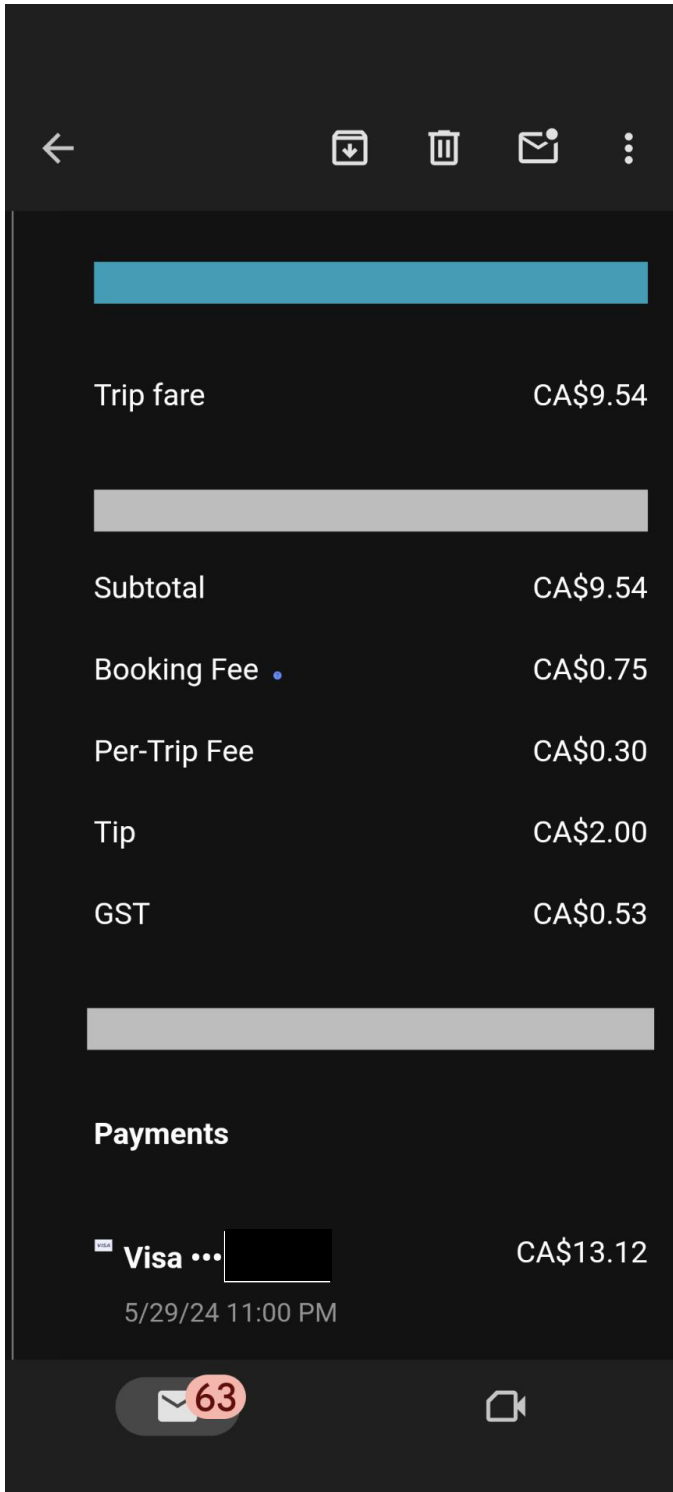 Trip fare CA$9.54
Subtotal CA$9.54
Booking Fee CA$0.75
Per-Trip Fee CA$0.30
Tip CA$2.00
GST CA$0.53
Payments
VISA Visa ••• CA$13.12
5/29/24 11:00 PM
63